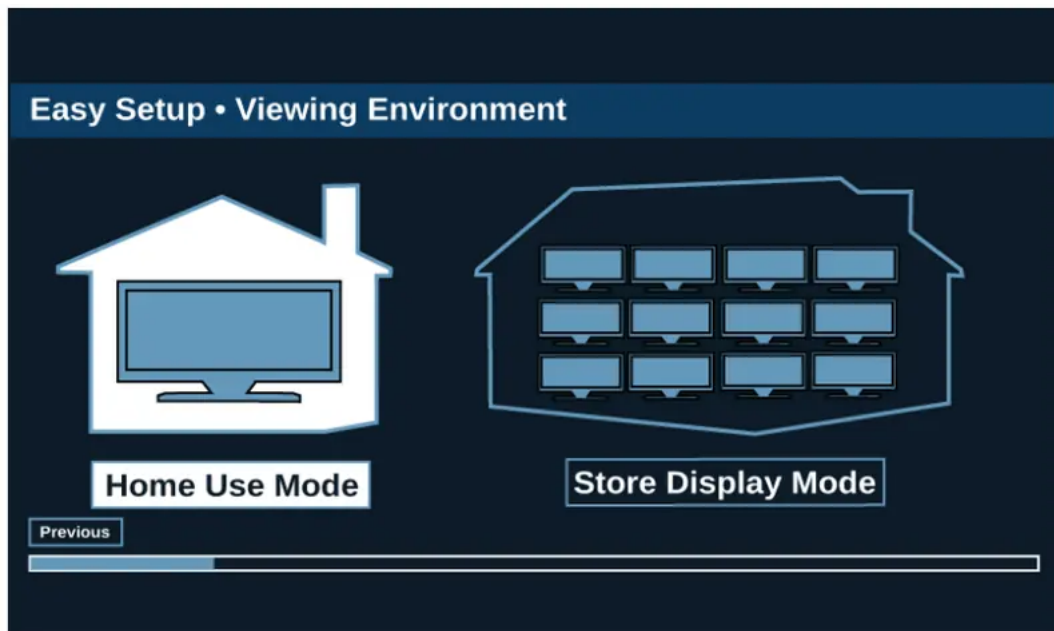 Easy Setup • Viewing Environment
Home Use Mode
Store Display Mode
Previous